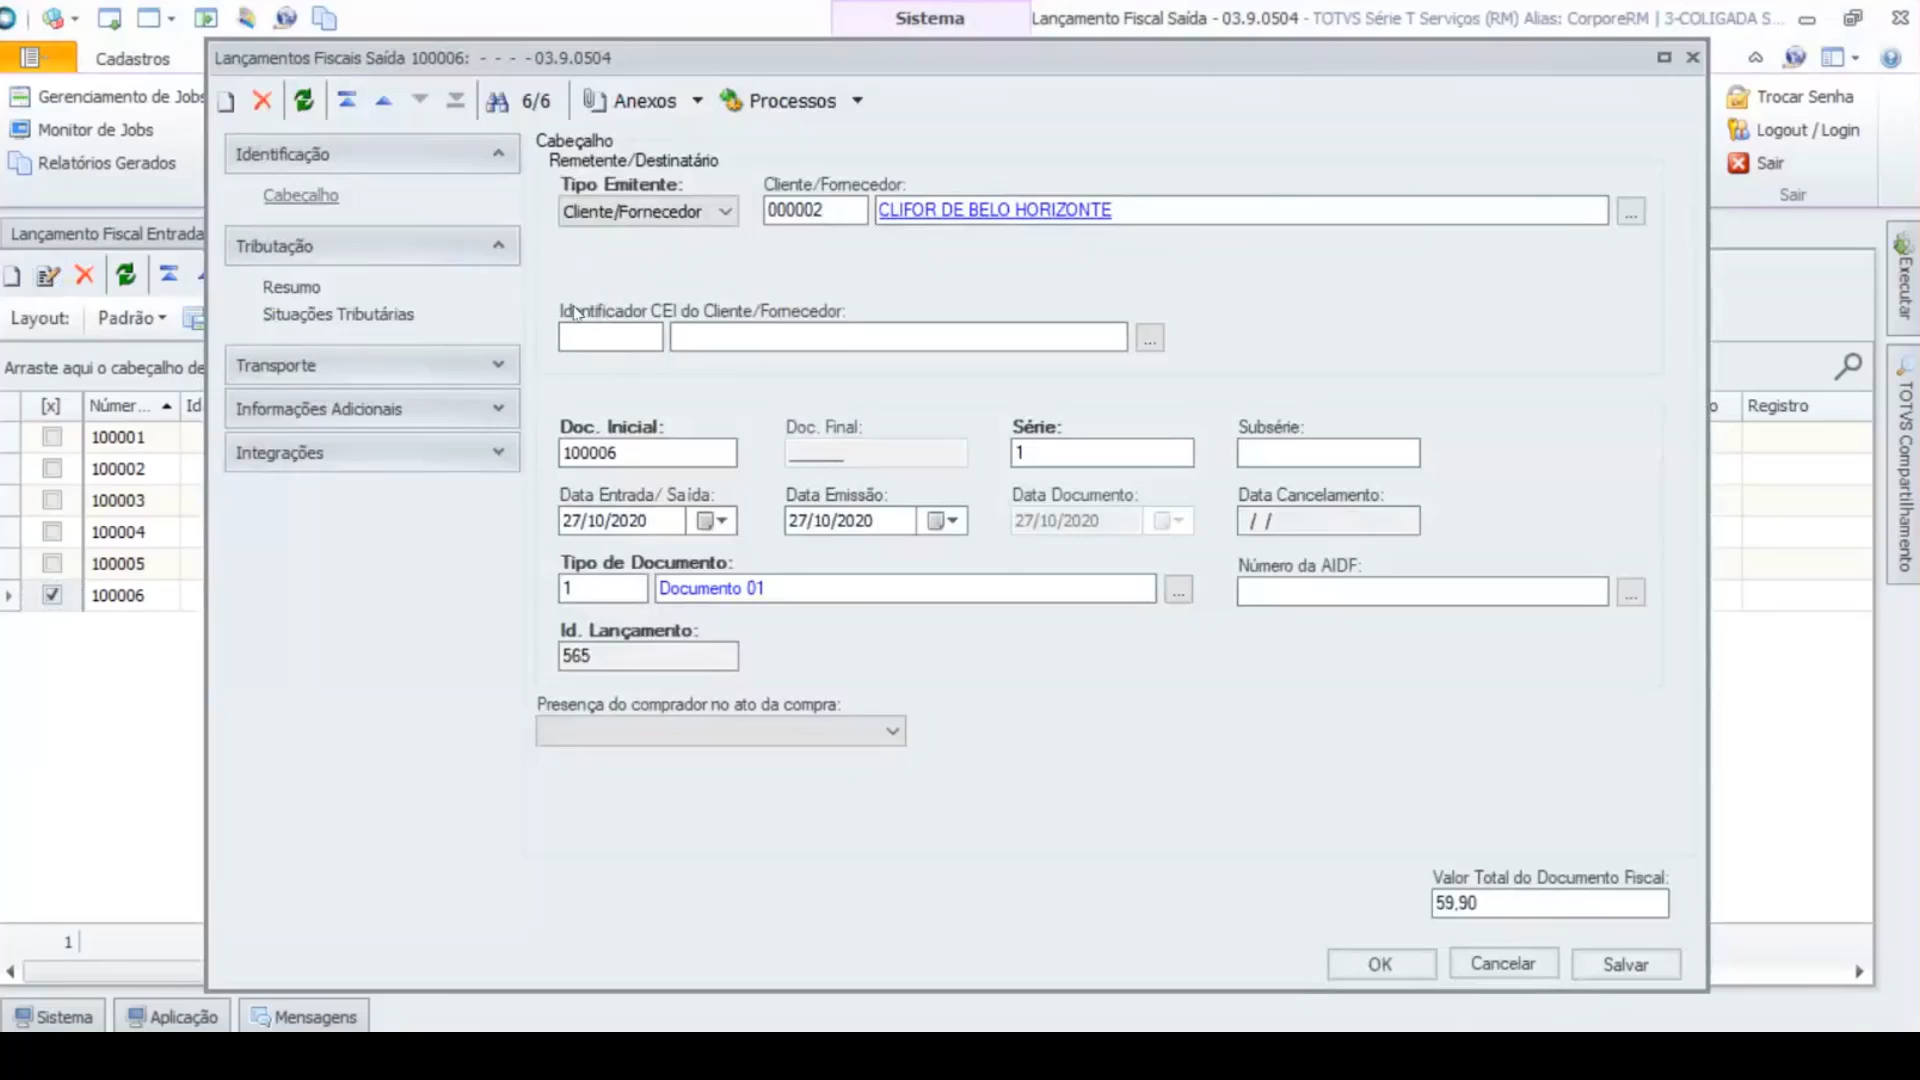 Sistema
Lançamento Fiscal Saída - 03.9.0504 - TOTVS Série T Serviços (RM) Alias: CorporeRM | 3-COLIGADA S...
Cadastros
Lançamentos Fiscais Saída 100006: - - - - 03.9.0504
Gerenciamento de Jobs
6/6
Anexos
Processos
Trocar Senha
Monitor de Jobs
Logout / Login
Relatórios Gerados
Sair
Sair
Identificação
Cabeçalho
Tributação
Resumo
Situações Tributárias
Transporte
Informações Adicionais
Integrações
Cabeçalho
Remetente/Destinatário
Tipo Emitente:
Cliente/Fornecedor:
Cliente/Fornecedor
000002
CLIFOR DE BELO HORIZONTE
...
Identificador CEI do Cliente/Fornecedor:
...
Doc. Inicial:
Doc. Final:
Série:
Subsérie:
100006
______
1
Data Entrada/ Saída:
Data Emissão:
Data Documento:
Data Cancelamento:
27/10/2020
27/10/2020
27/10/2020
/ /
Tipo de Documento:
Número da AIDF:
1
Documento 01
...
...
Id. Lançamento:
565
Presença do comprador no ato da compra:
Valor Total do Documento Fiscal:
59,90
OK
Cancelar
Salvar
Lançamento Fiscal Entrada
Layout:
Padrão
Arraste aqui o cabeçalho de
[x]
Númer...
Id
Registro
100001
100002
100003
100004
100005
100006
1
Executar
TOTVS Compartilhamento
Sistema
Aplicação
Mensagens